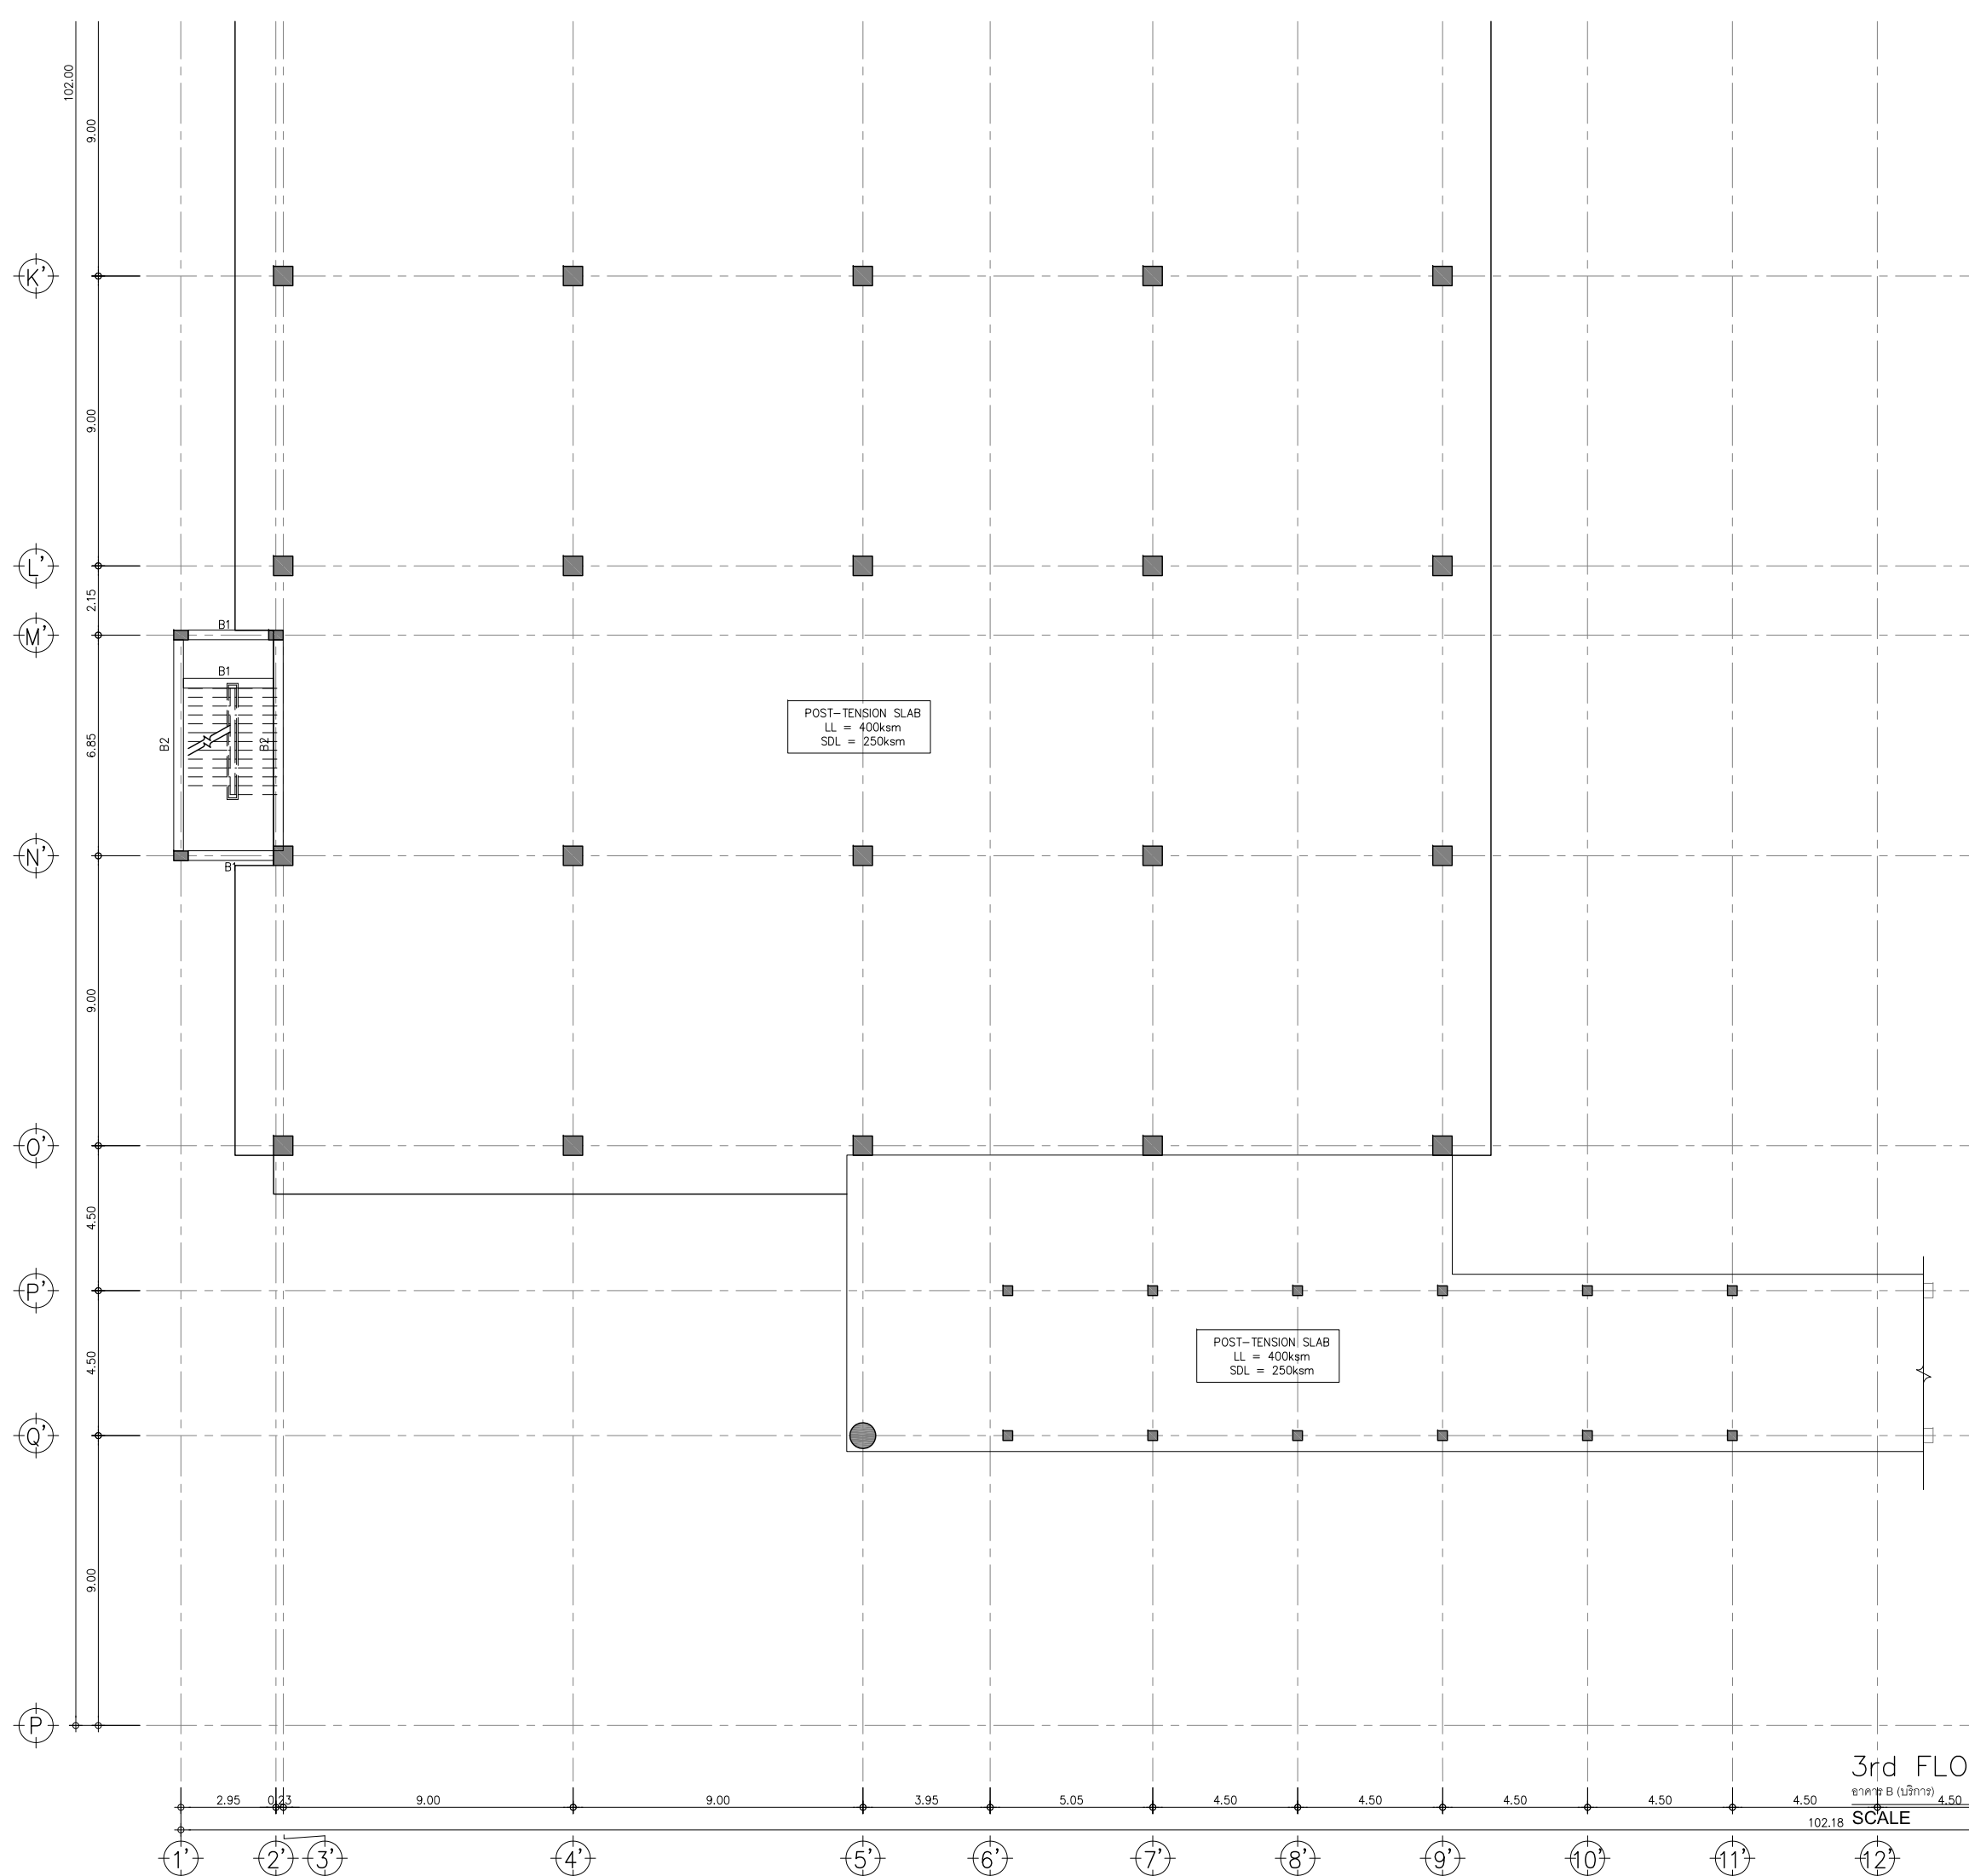 102.00
9.00
K'
9.00
L'
2.15
M'
B1
B1
B2
B2
6.85
POST-TENSION SLAB
LL = 400ksm
SDL = 250ksm
N'
B1
9.00
O'
4.50
P'
4.50
POST-TENSION SLAB
LL = 400ksm
SDL = 250ksm
Q'
9.00
P
3rd FLO
อาคาร B (บริการ)
2.95 0.23 9.00 9.00 3.95 5.05 4.50 4.50 4.50 4.50 4.50 4.50
102.18 SCALE
1' 2' 3' 4' 5' 6' 7' 8' 9' 10' 11' 12'